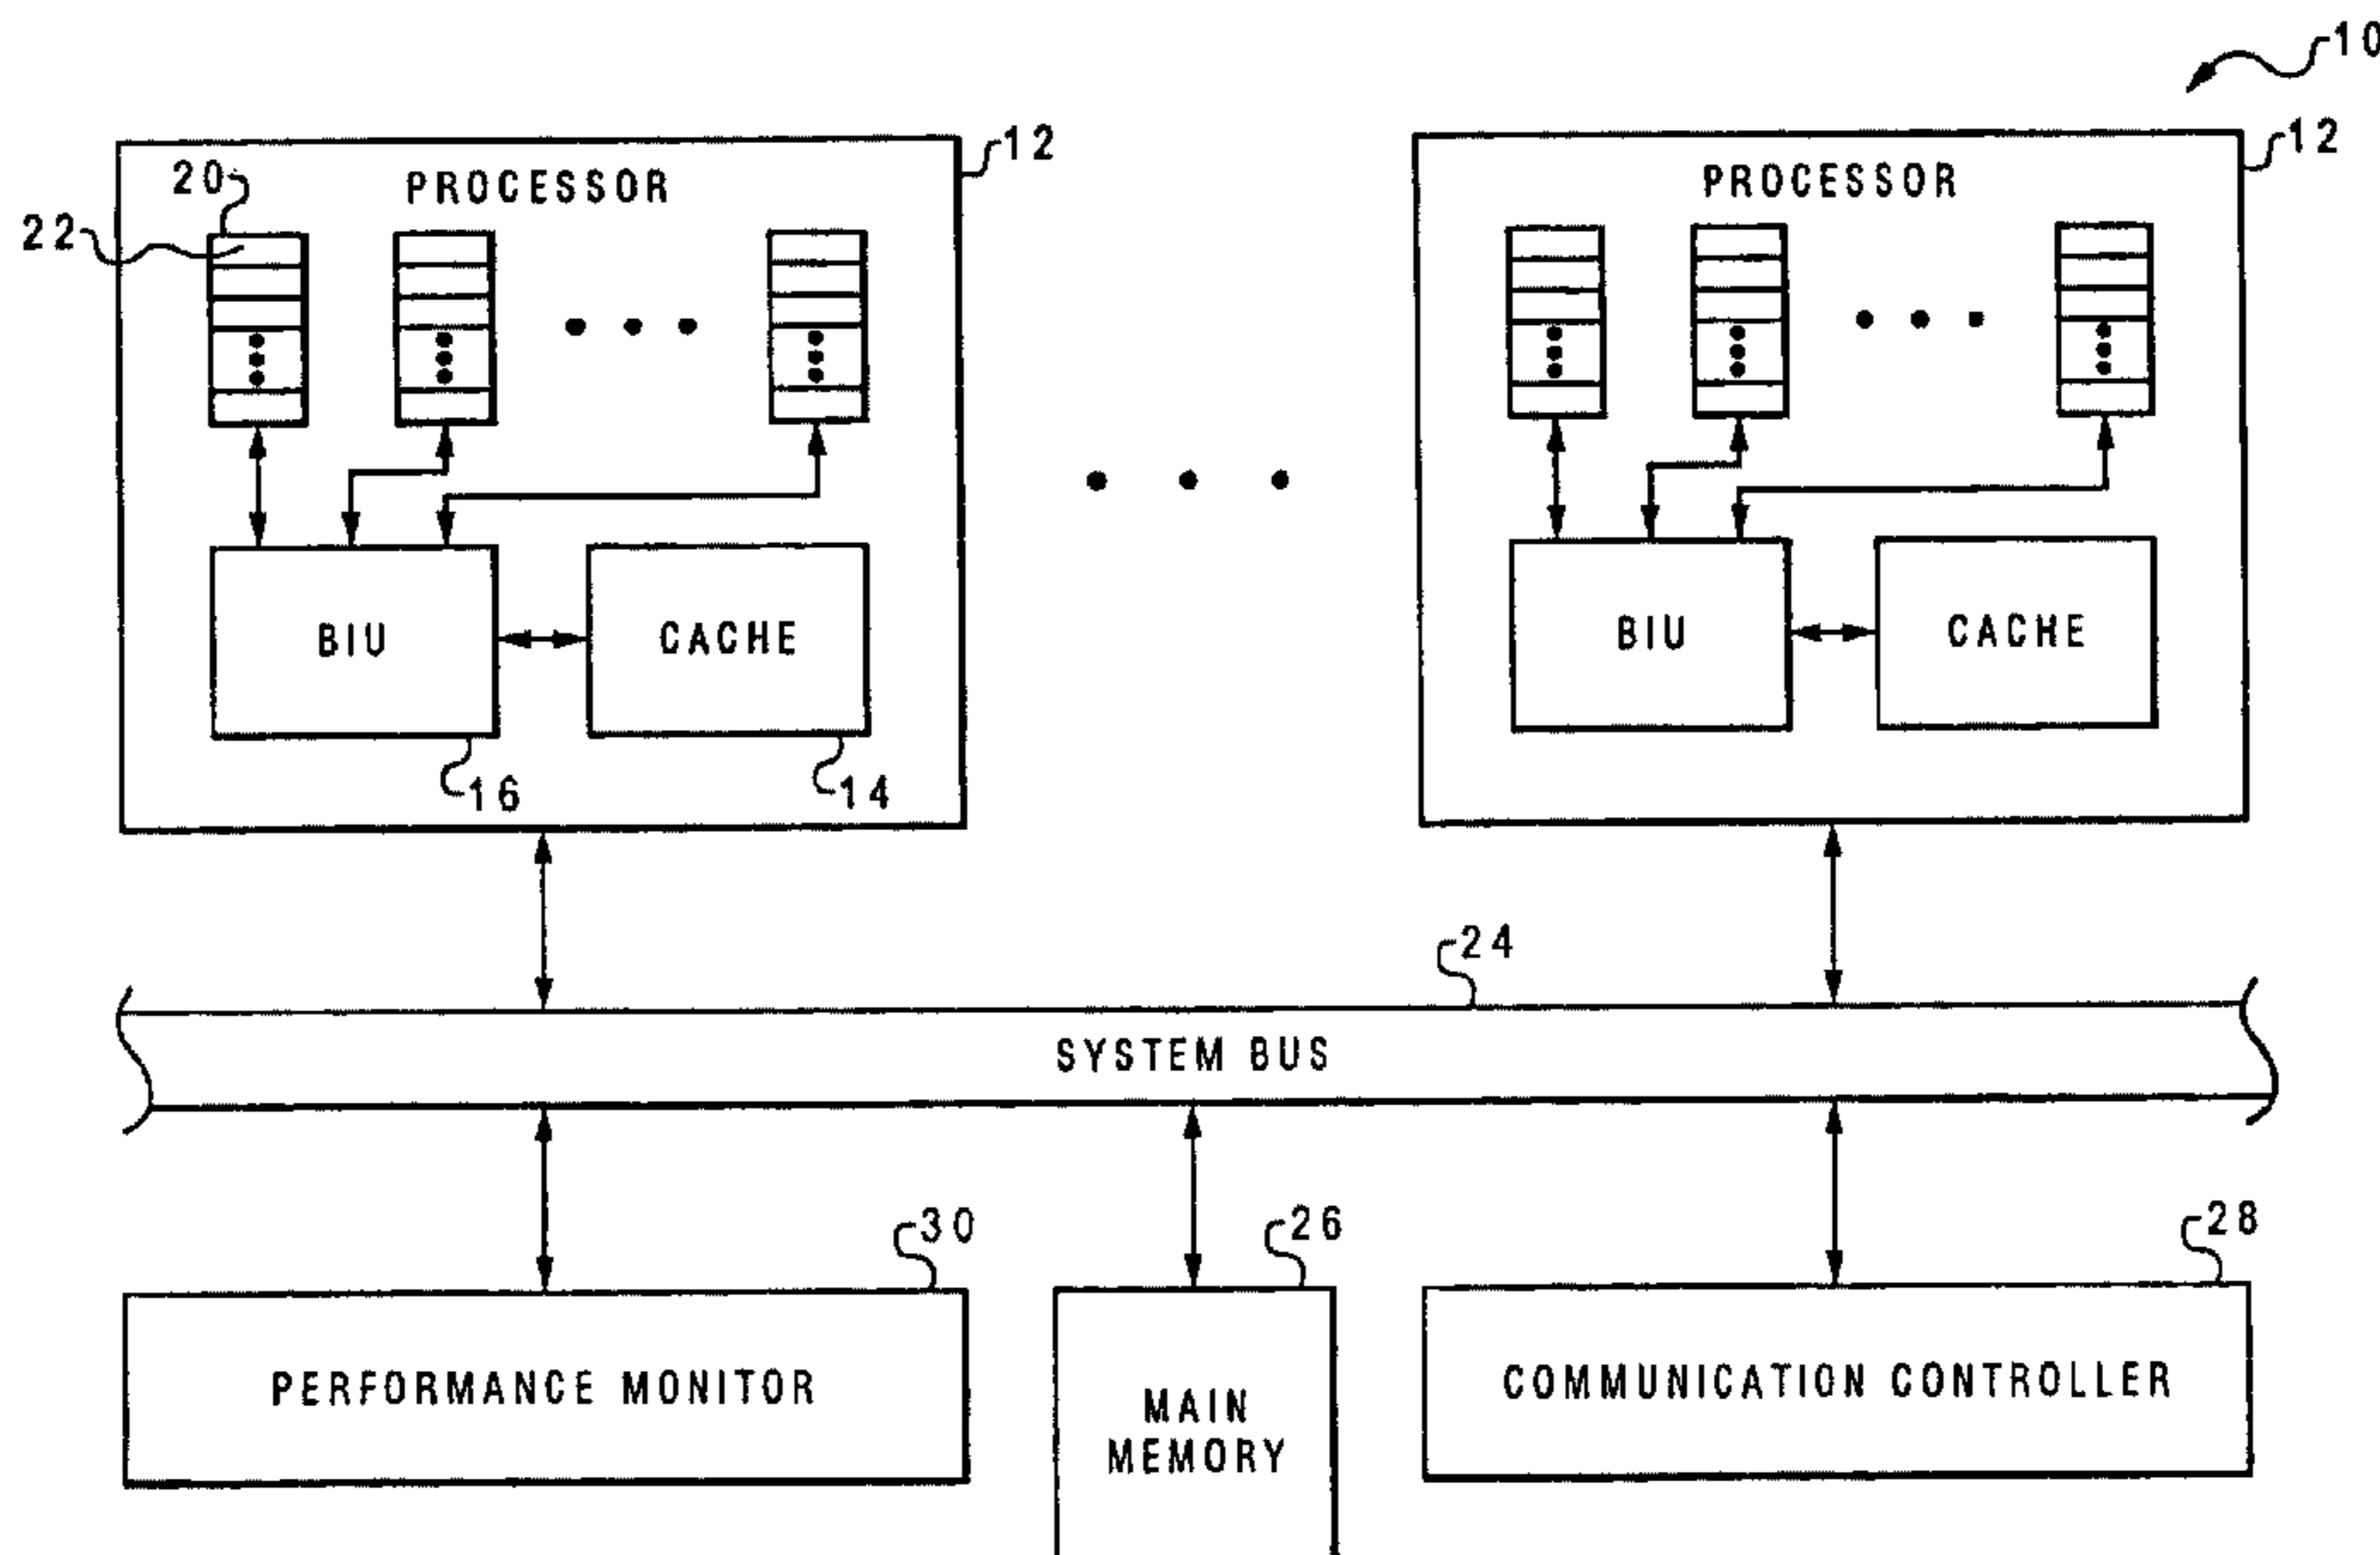 10
12
12
20
PROCESSOR
PROCESSOR
22
BIU
CACHE
BIU
CACHE
16
14
24
SYSTEM BUS
30
26
28
PERFORMANCE MONITOR
MAIN
MEMORY
COMMUNICATION CONTROLLER